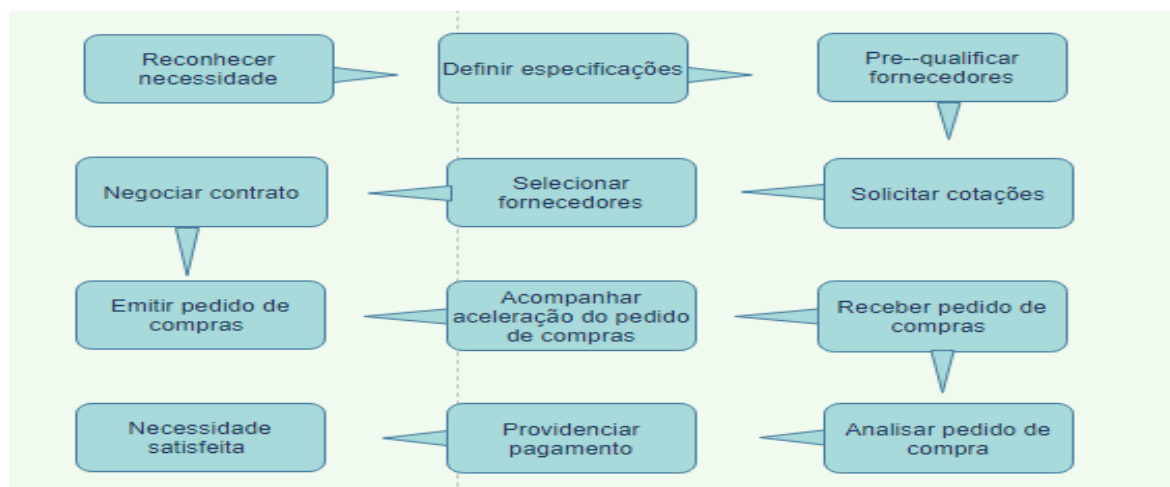 Reconhecer
necessidade
Definir especificações
Pre--qualificar
fornecedores
Negociar contrato
Selecionar
fornecedores
Solicitar cotações
Emitir pedido de
compras
Acompanhar
aceleração do pedido
de compras
Receber pedido de
compras
Necessidade
satisfeita
Providenciar
pagamento
Analisar pedido de
compra